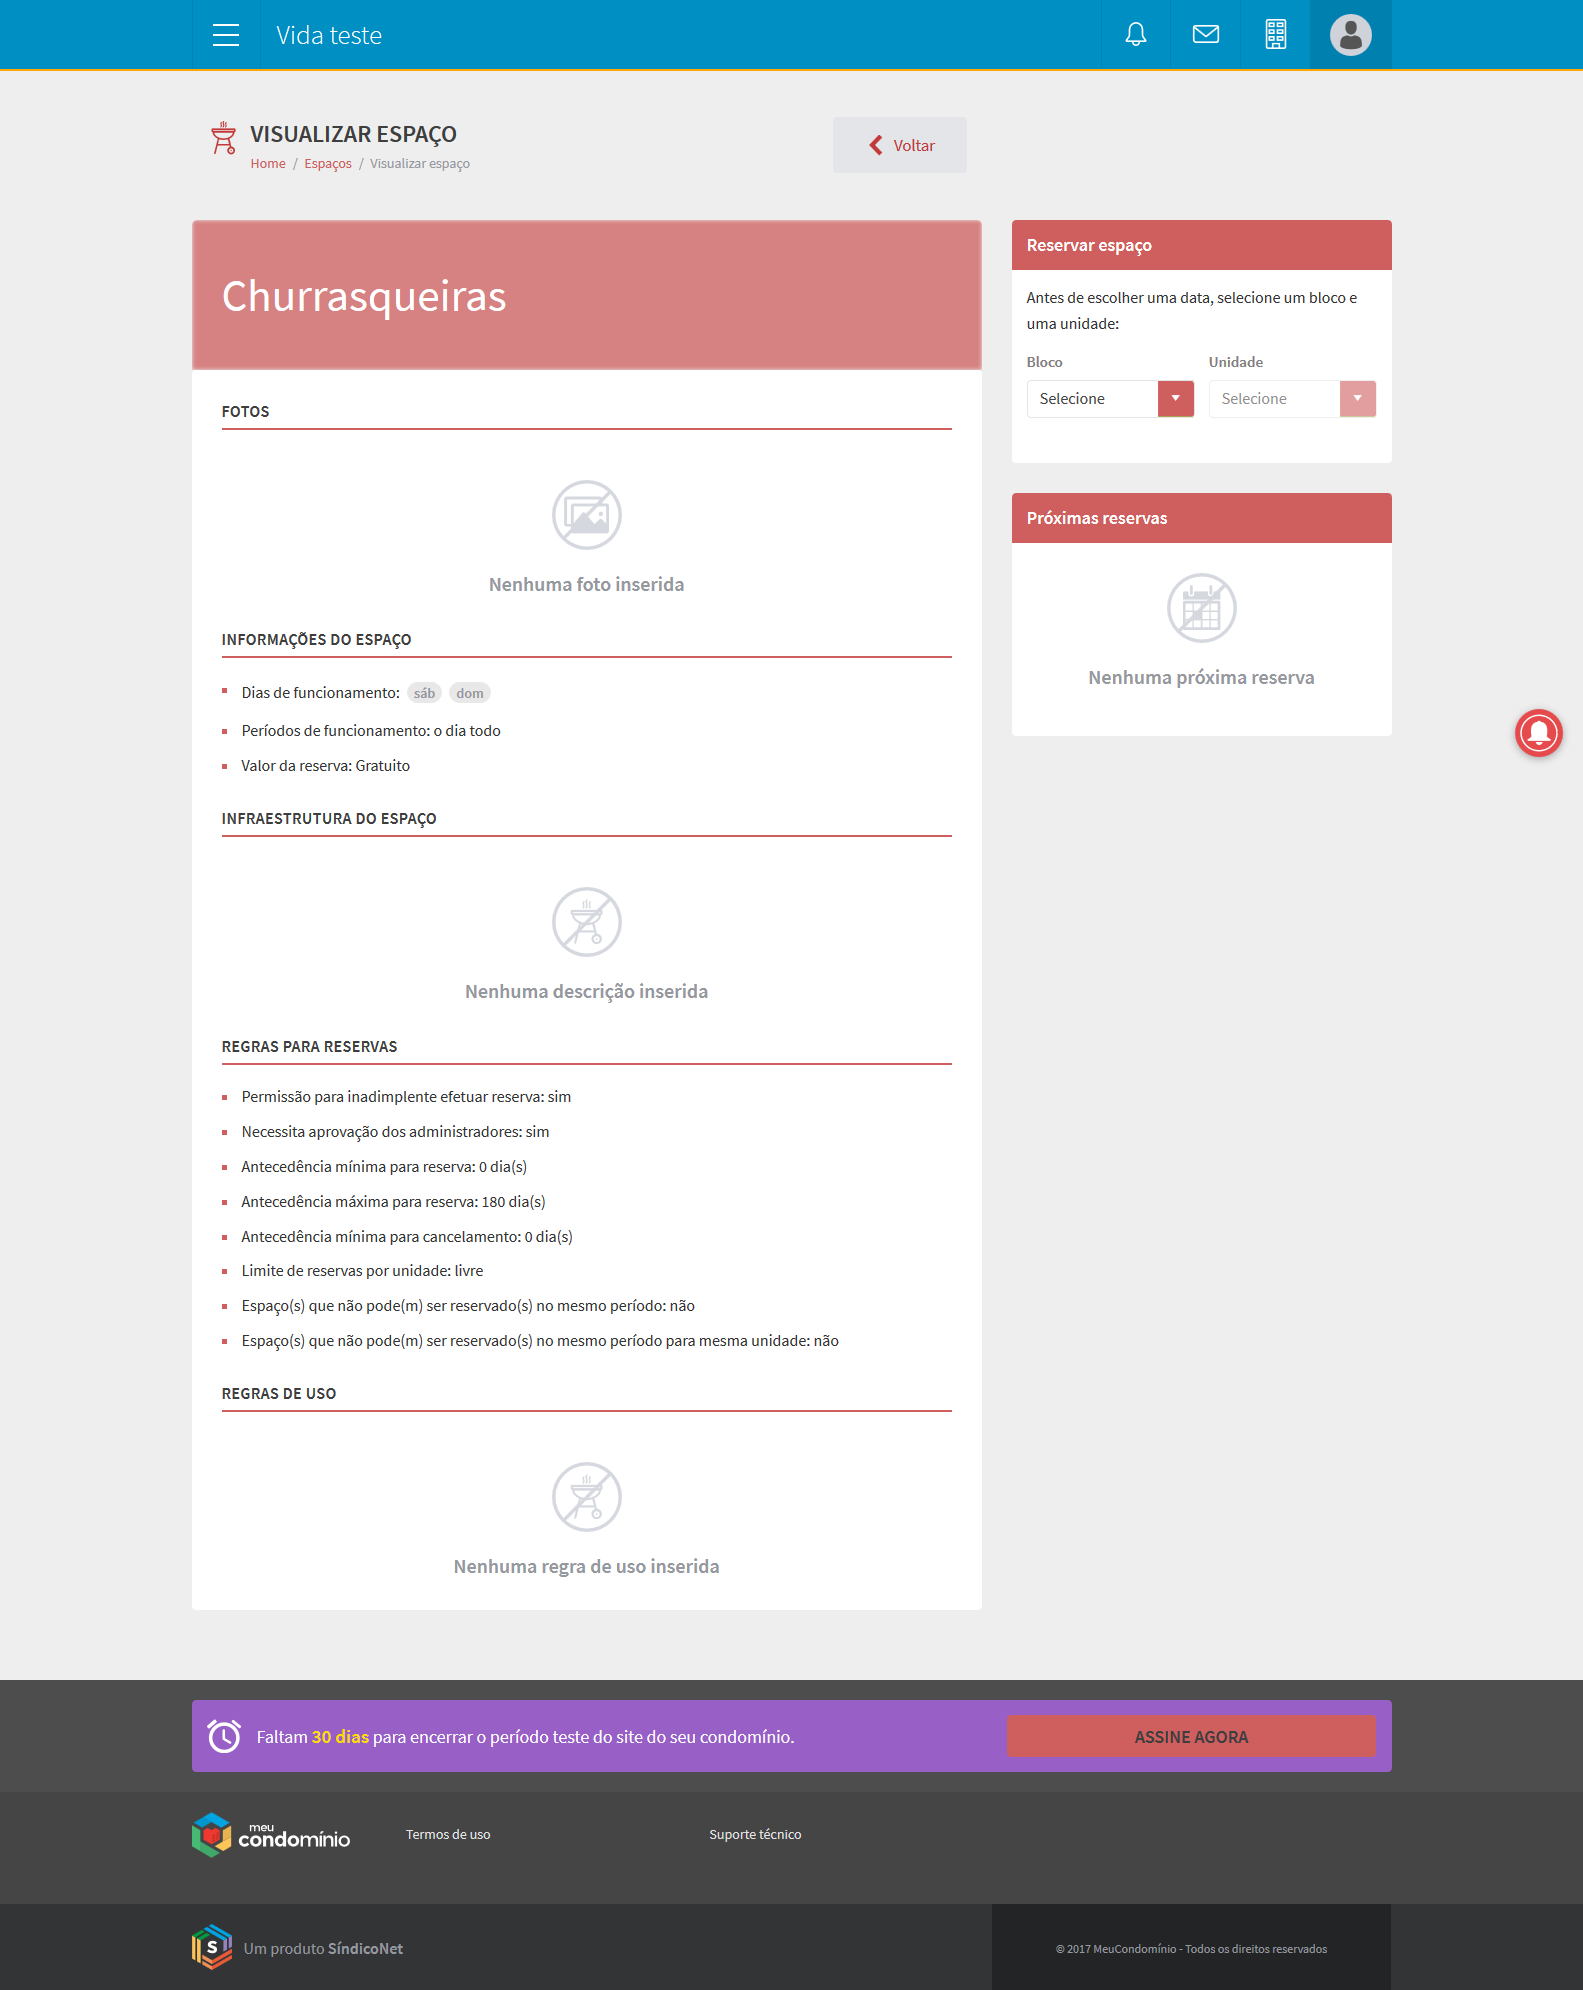 Vida teste
VISUALIZAR ESPAÇO
Home / Espaços / Visualizar espaço
Voltar
Churrasqueiras
FOTOS
Nenhuma foto inserida
INFORMAÇÕES DO ESPAÇO
Dias de funcionamento: sáb dom
Períodos de funcionamento: o dia todo
Valor da reserva: Gratuito
INFRAESTRUTURA DO ESPAÇO
Nenhuma descrição inserida
REGRAS PARA RESERVAS
Permissão para inadimplente efetuar reserva: sim
Necessita aprovação dos administradores: sim
Antecedência mínima para reserva: 0 dia(s)
Antecedência máxima para reserva: 180 dia(s)
Antecedência mínima para cancelamento: 0 dia(s)
Limite de reservas por unidade: livre
Espaço(s) que não pode(m) ser reservado(s) no mesmo período: não
Espaço(s) que não pode(m) ser reservado(s) no mesmo período para mesma unidade: não
REGRAS DE USO
Nenhuma regra de uso inserida
Reservar espaço
Antes de escolher uma data, selecione um bloco e
uma unidade:
Bloco Unidade
Selecione Selecione
Próximas reservas
Nenhuma próxima reserva
Faltam 30 dias para encerrar o período teste do site do seu condomínio.
ASSINE AGORA
meu
condomínio
Termos de uso
Suporte técnico
S
Um produto SíndicoNet
© 2017 MeuCondomínio - Todos os direitos reservados